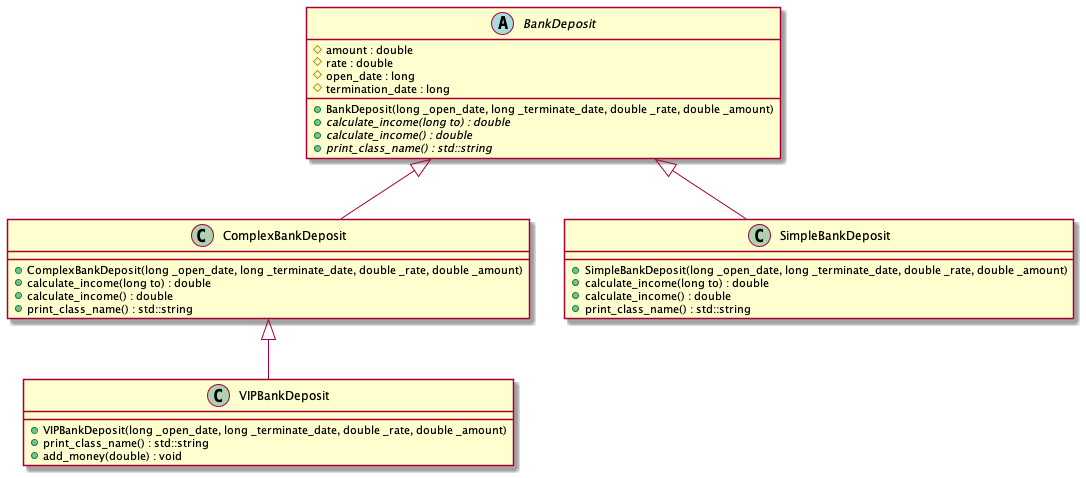 A BankDeposit
amount : double
rate : double
open_date : long
termination_date : long
BankDeposit(long _open_date, long _terminate_date, double _rate, double _amount)
calculate_income(long to) : double
calculate_income() : double
print_class_name() : std::string
C ComplexBankDeposit
ComplexBankDeposit(long _open_date, long _terminate_date, double _rate, double _amount)
calculate_income(long to) : double
calculate_income() : double
print_class_name() : std::string
C SimpleBankDeposit
SimpleBankDeposit(long _open_date, long _terminate_date, double _rate, double _amount)
calculate_income(long to) : double
calculate_income() : double
print_class_name() : std::string
C VIPBankDeposit
VIPBankDeposit(long _open_date, long _terminate_date, double _rate, double _amount)
print_class_name() : std::string
add_money(double) : void